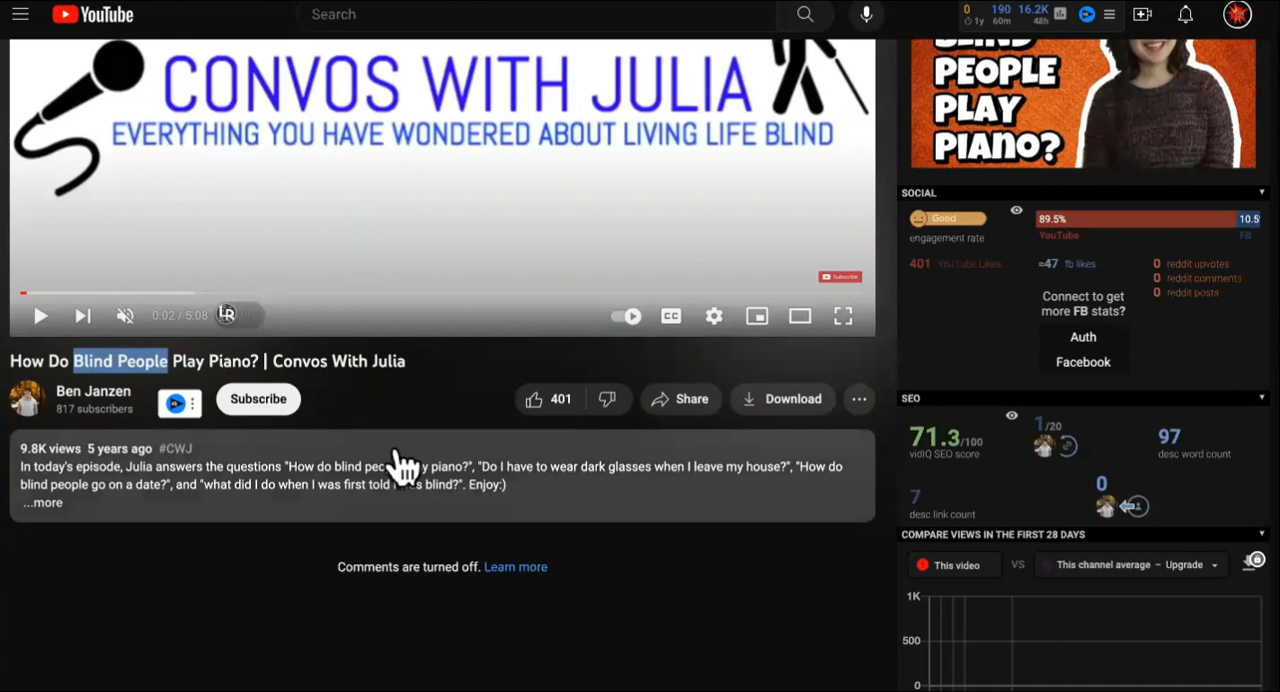 YouTube
Search
0 190 16.2K
1y 60m 48h
CONVOS WITH JULIA
EVERYTHING YOU HAVE WONDERED ABOUT LIVING LIFE BLIND
Subscribe
0:02 / 5:08
LR
CC
How Do Blind People Play Piano? | Convos With Julia
Ben Janzen
817 subscribers
Subscribe
401
Share
Download
9.8K views 5 years ago #CWJ
In today's episode, Julia answers the questions "How do blind piano?", "Do I have to wear dark glasses when I leave my house?", "How do
blind people go on a date?", and "what did I do when I was first told blind?". Enjoy:)
...more
Comments are turned off. Learn more
BLIND
PEOPLE
PLAY
PIANO?
SOCIAL
Good
engagement rate
89.5%
10.5
YouTube
FB
401 YouTube Likes
≈47 fb likes
0 reddit upvotes
0 reddit comments
0 reddit posts
Connect to get
more FB stats?
Auth
Facebook
SEO
71.3/100
vidIQ SEO score
1/20
97
desc word count
7
desc link count
0
COMPARE VIEWS IN THE FIRST 28 DAYS
This video
VS
This channel average – Upgrade
1K
500
0